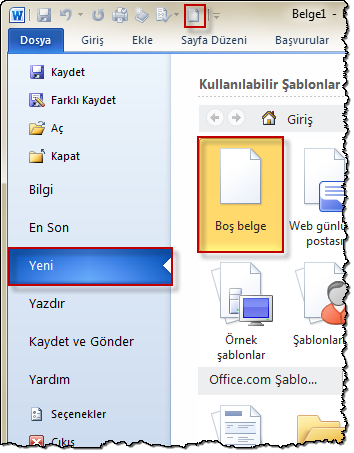 W
Belge1 -
Dosya Giriş Ekle Sayfa Düzeni Başvurular
Kaydet
Farklı Kaydet
Aç
Kapat
Bilgi
En Son
Yeni
Yazdır
Kaydet ve Gönder
Yardım
Seçenekler
Çıkış
Kullanılabilir Şablonlar
Giriş
Boş belge
Web günlü
postası
Örnek
şablonlar
Şablonlar
Office.com Şablo...